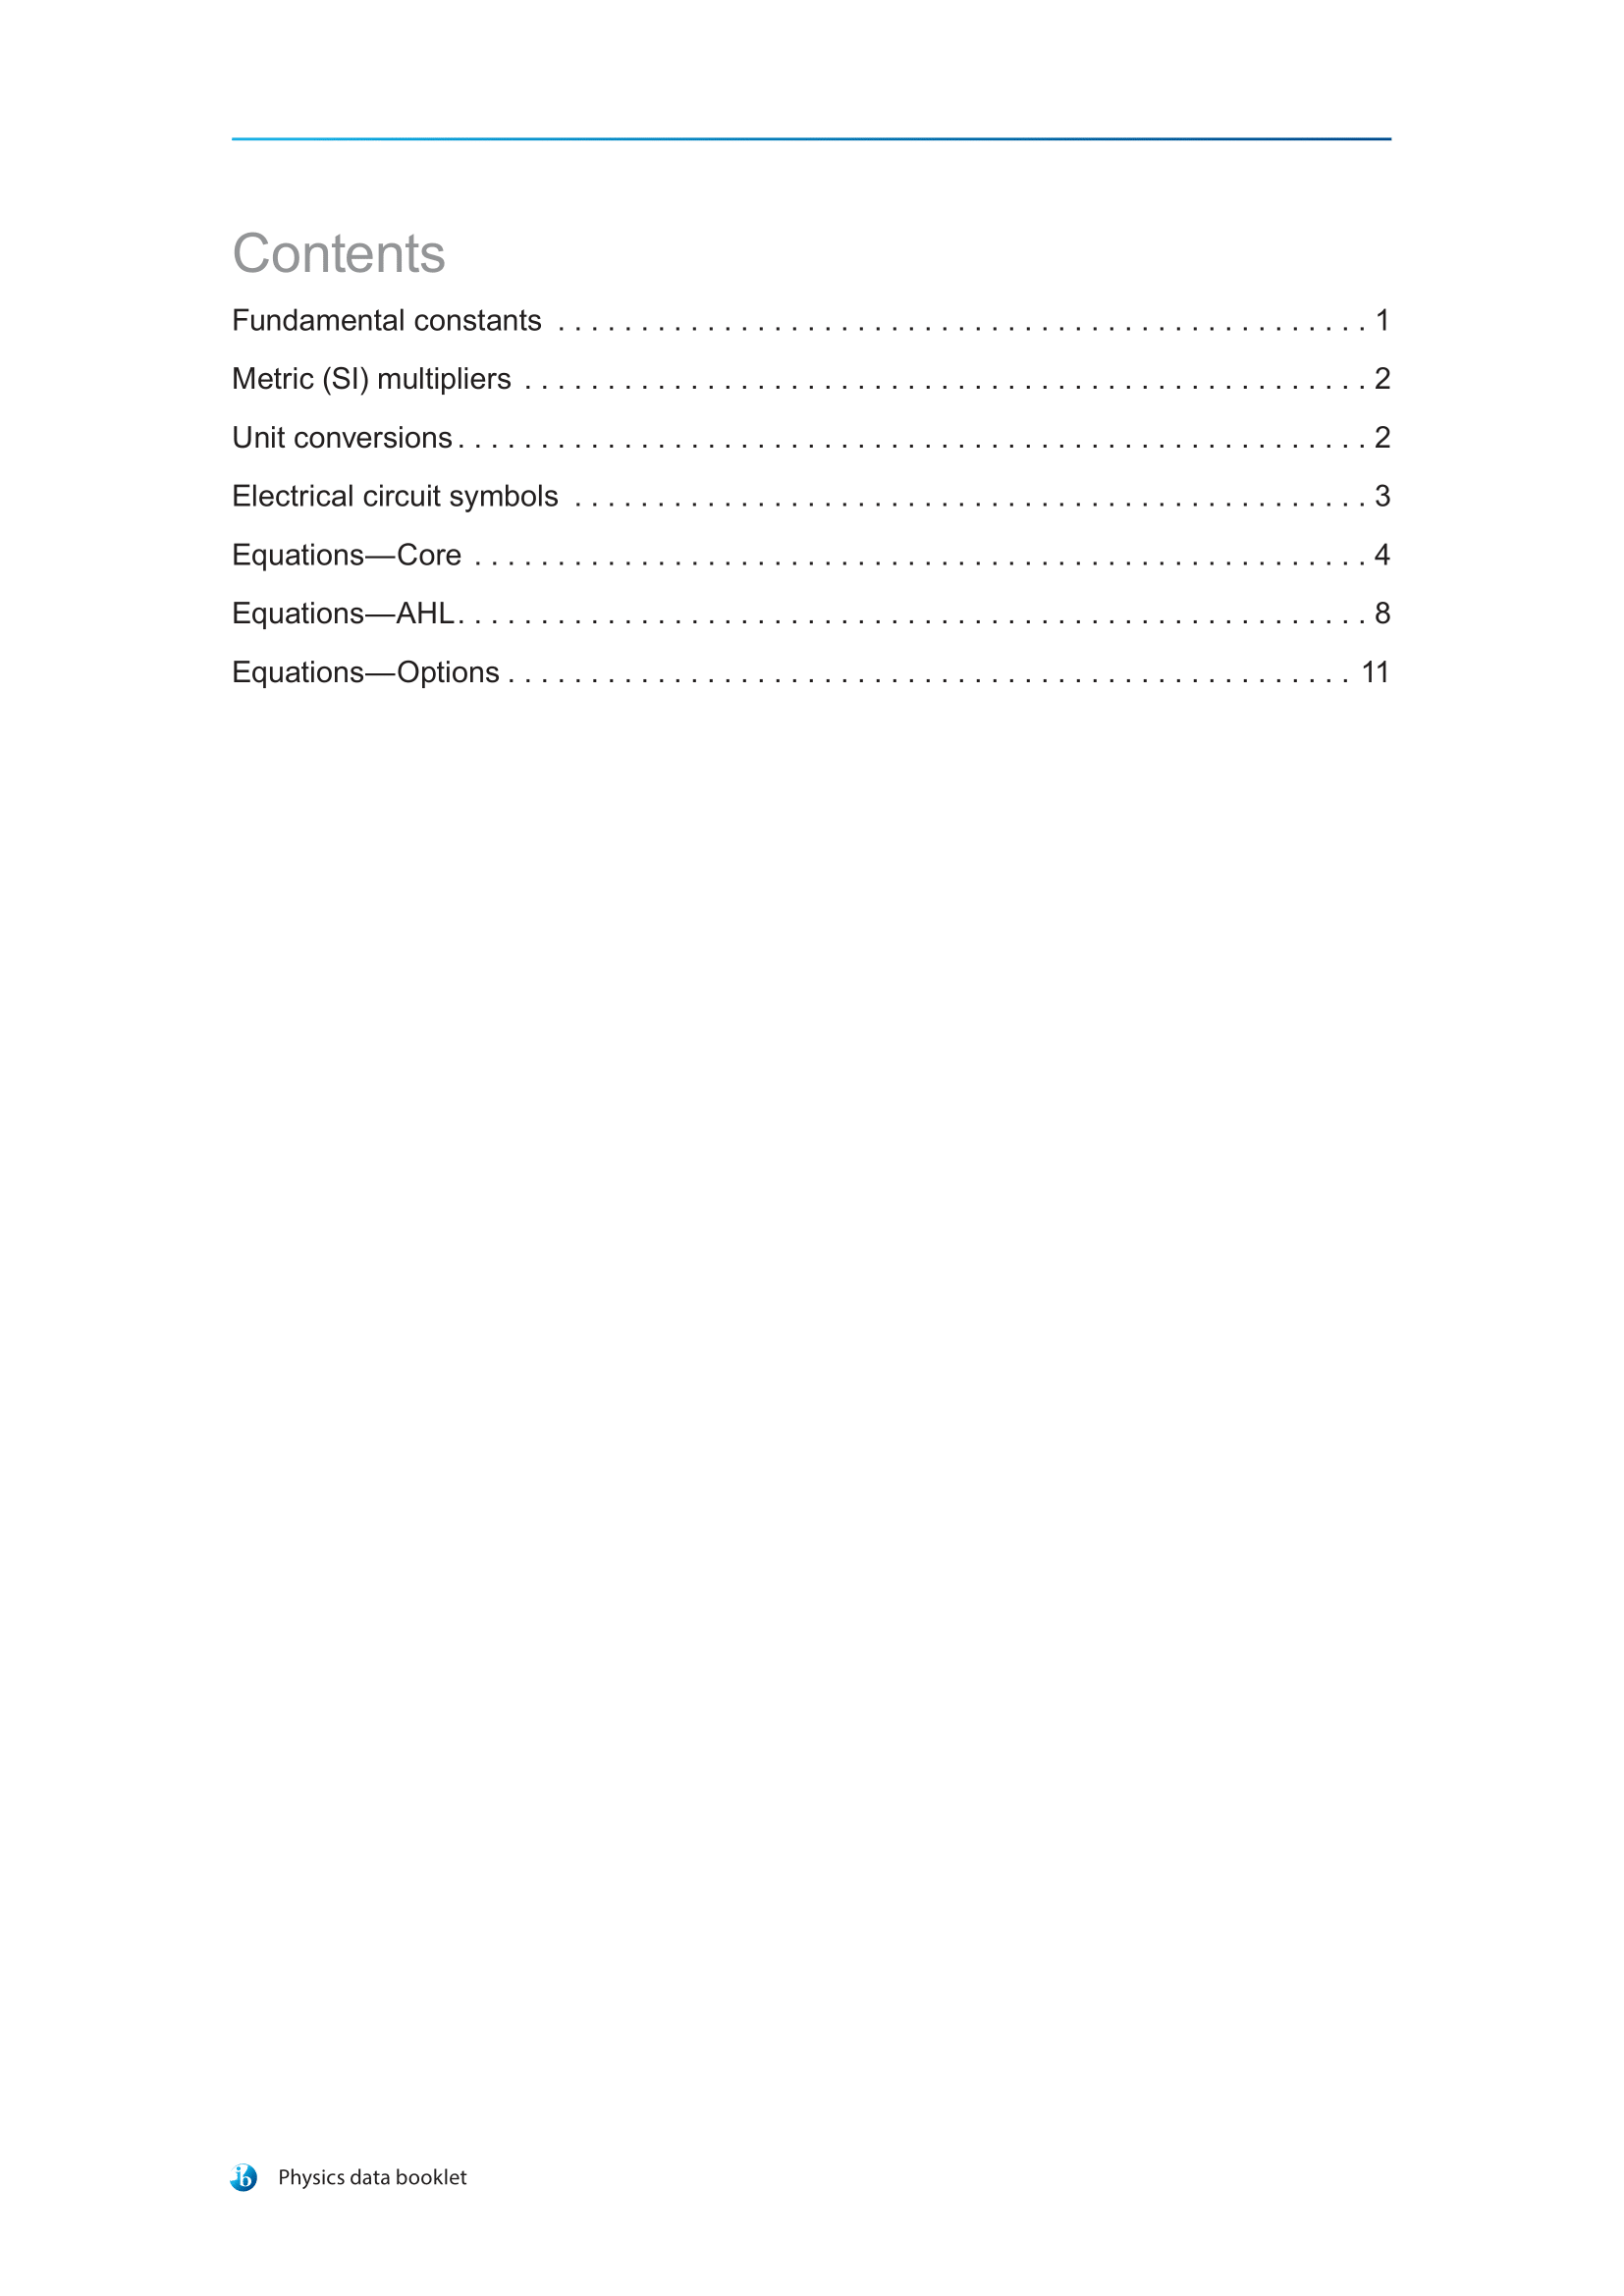 Contents
Fundamental constants . . . . . . . . . . . . . . . . . . . . . . . . . . . . . . . . . . . . . . . . . . . . . . . . . 1
Metric (SI) multipliers . . . . . . . . . . . . . . . . . . . . . . . . . . . . . . . . . . . . . . . . . . . . . . . . . . . 2
Unit conversions . . . . . . . . . . . . . . . . . . . . . . . . . . . . . . . . . . . . . . . . . . . . . . . . . . . . . . . 2
Electrical circuit symbols . . . . . . . . . . . . . . . . . . . . . . . . . . . . . . . . . . . . . . . . . . . . . . . . 3
Equations—Core . . . . . . . . . . . . . . . . . . . . . . . . . . . . . . . . . . . . . . . . . . . . . . . . . . . . . . 4
Equations—AHL . . . . . . . . . . . . . . . . . . . . . . . . . . . . . . . . . . . . . . . . . . . . . . . . . . . . . . . 8
Equations—Options . . . . . . . . . . . . . . . . . . . . . . . . . . . . . . . . . . . . . . . . . . . . . . . . . . . 11
ib Physics data booklet